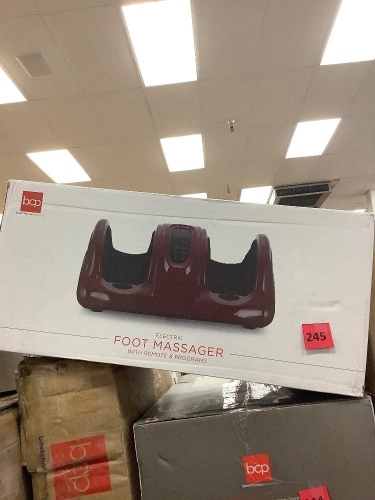 bcp
ELECTRIC
FOOT MASSAGER
WITH REMOTE & PROGRAMS
245
bcp
bcp